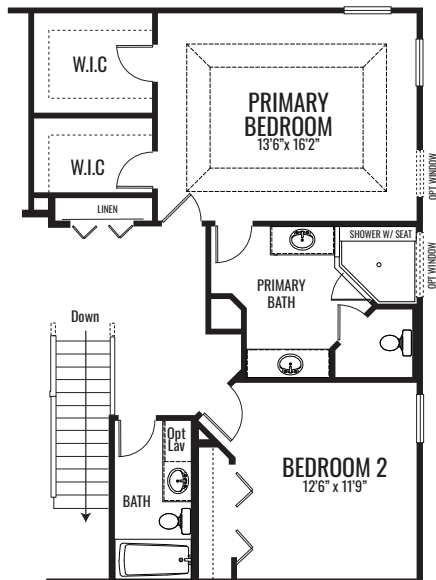 W.I.C
PRIMARY
BEDROOM
13'6"x 16'2"
W.I.C
OPT WINDOW
LINEN
SHOWER W/ SEAT
OPT WINDOW
PRIMARY
BATH
Down
Opt
Lav
BEDROOM 2
12'6" x 11'9"
BATH